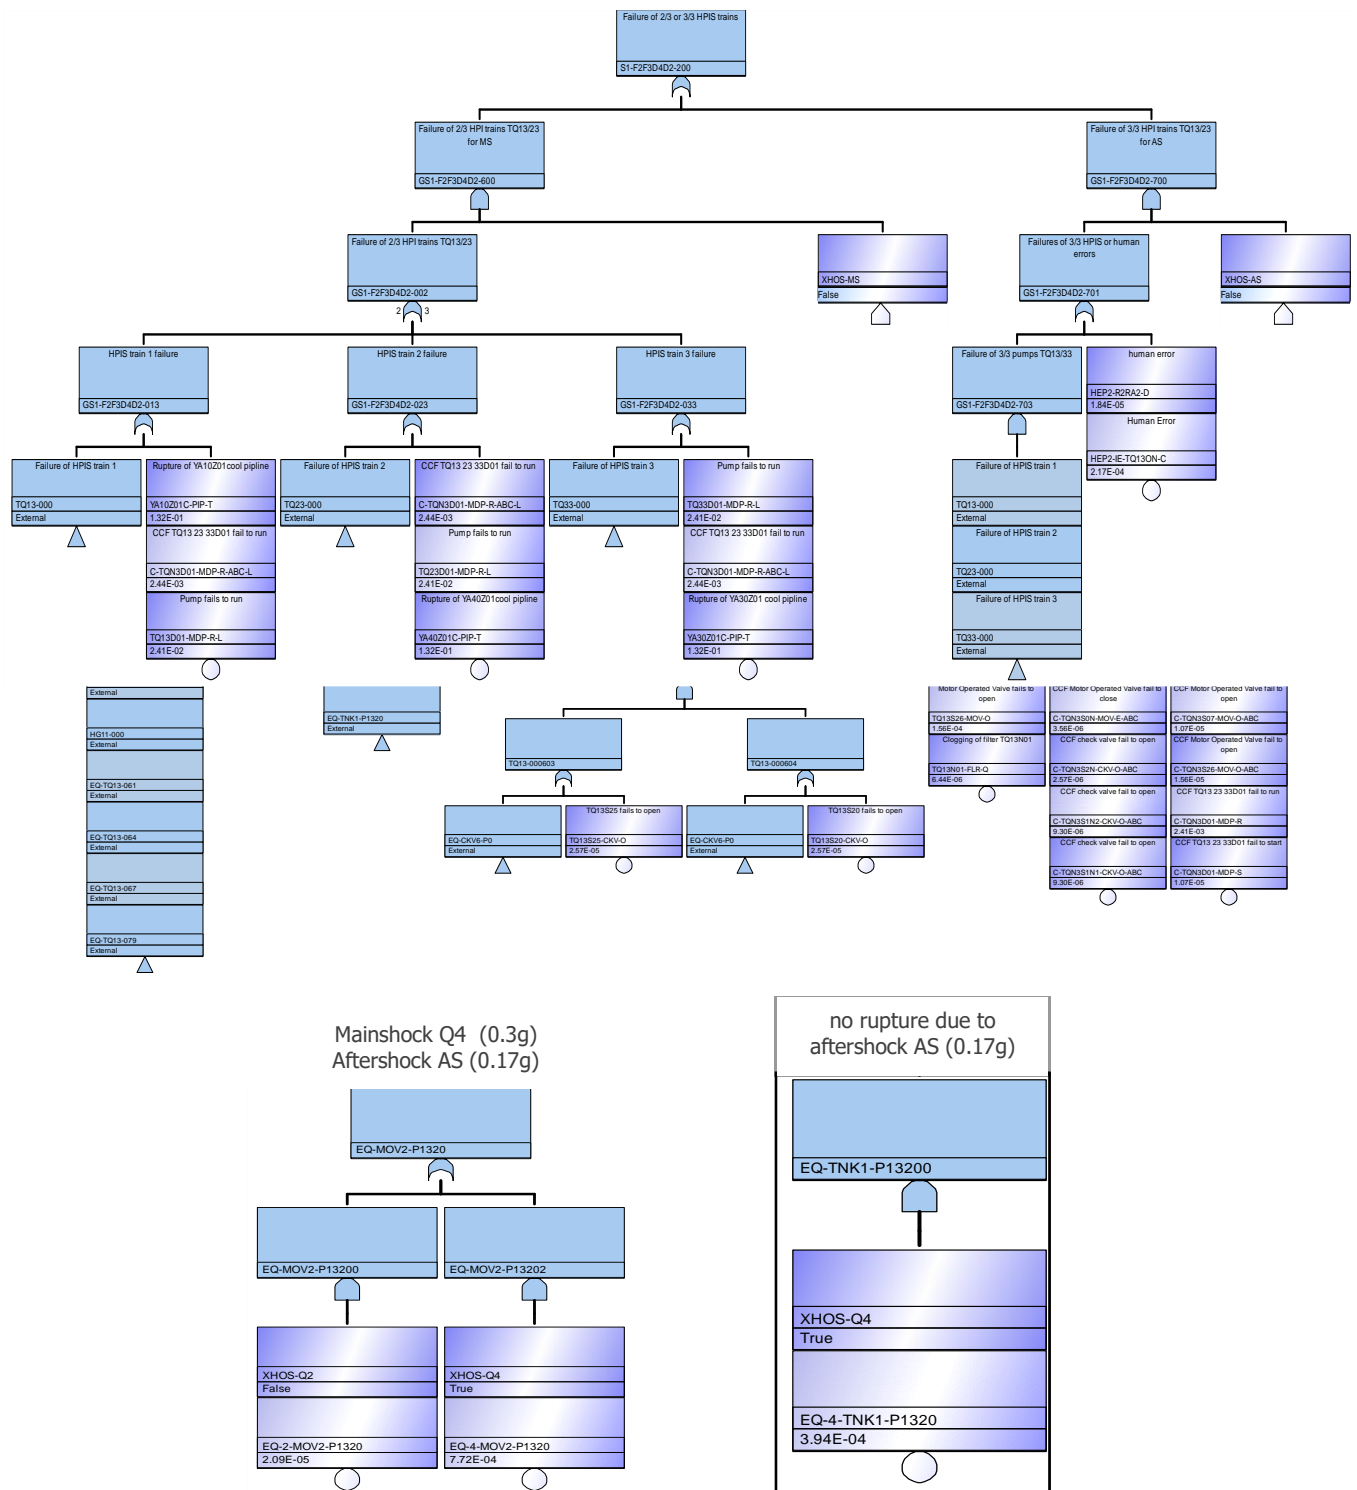 Failure of 2/3 or 3/3 HPIS trains
S1-F2F3D4D2-200
Failure of 2/3 HPI trains TQ13/23
for MS
GS1-F2F3D4D2-600
Failure of 3/3 HPI trains TQ13/23
for AS
GS1-F2F3D4D2-700
Failure of 2/3 HPI trains TQ13/23
GS1-F2F3D4D2-002
XHOS-MS
False
Failures of 3/3 HPIS or human
errors
GS1-F2F3D4D2-701
XHOS-AS
False
2 3
HPIS train 1 failure
GS1-F2F3D4D2-013
HPIS train 2 failure
GS1-F2F3D4D2-023
HPIS train 3 failure
GS1-F2F3D4D2-033
Failure of 3/3 pumps TQ13/33
GS1-F2F3D4D2-703
human error
HEP2-R2RA2-D
1.84E-05
Human Error
HEP2-IE-TQ13ON-C
2.17E-04
Failure of HPIS train 1
TQ13-000
External
Rupture of YA10Z01cool pipline
YA10Z01C-PIP-T
1.32E-01
CCF TQ13 23 33D01 fail to run
C-TQN3D01-MDP-R-ABC-L
2.44E-03
Pump fails to run
TQ13D01-MDP-R-L
2.41E-02
Failure of HPIS train 2
TQ23-000
External
CCF TQ13 23 33D01 fail to run
C-TQN3D01-MDP-R-ABC-L
2.44E-03
Pump fails to run
TQ23D01-MDP-R-L
2.41E-02
Rupture of YA40Z01cool pipline
YA40Z01C-PIP-T
1.32E-01
Failure of HPIS train 3
TQ33-000
External
Pump fails to run
TQ33D01-MDP-R-L
2.41E-02
CCF TQ13 23 33D01 fail to run
C-TQN3D01-MDP-R-ABC-L
2.44E-03
Rupture of YA30Z01 cool pipline
YA30Z01C-PIP-T
1.32E-01
Failure of HPIS train 1
TQ13-000
External
Failure of HPIS train 2
TQ23-000
External
Failure of HPIS train 3
TQ33-000
External
External
HG11-000
External
EQ-TQ13-061
External
EQ-TQ13-064
External
EQ-TQ13-067
External
EQ-TQ13-079
External
EQ-TNK1-P1320
External
TQ13-000603
TQ13-000604
EQ-CKV6-P0
External
TQ13S25 fails to open
TQ13S25-CKV-O
2.57E-05
EQ-CKV6-P0
External
TQ13S20 fails to open
TQ13S20-CKV-O
2.57E-05
Motor Operated Valve fails to
open
TQ13S26-MOV-O
1.56E-04
Clogging of filter TQ13N01
TQ13N01-FLR-Q
6.44E-06
CCF Motor Operated Valve fail to
close
C-TQN3S0N-MOV-E-ABC
3.56E-06
CCF check valve fail to open
C-TQN3S2N-CKV-O-ABC
2.57E-06
CCF check valve fail to open
C-TQN3S1N2-CKV-O-ABC
9.30E-06
CCF check valve fail to open
C-TQN3S1N1-CKV-O-ABC
9.30E-06
CCF Motor Operated Valve fail to
open
C-TQN3S07-MOV-O-ABC
1.07E-05
CCF Motor Operated Valve fail to
open
C-TQN3S26-MOV-O-ABC
1.56E-05
CCF TQ13 23 33D01 fail to run
C-TQN3D01-MDP-R
2.41E-03
CCF TQ13 23 33D01 fail to start
C-TQN3D01-MDP-S
1.07E-05
Mainshock Q4 (0.3g)
Aftershock AS (0.17g)
EQ-MOV2-P1320
EQ-MOV2-P13200
EQ-MOV2-P13202
XHOS-Q2
False
EQ-2-MOV2-P1320
2.09E-05
XHOS-Q4
True
EQ-4-MOV2-P1320
7.72E-04
no rupture due to
aftershock AS (0.17g)
EQ-TNK1-P13200
XHOS-Q4
True
EQ-4-TNK1-P1320
3.94E-04